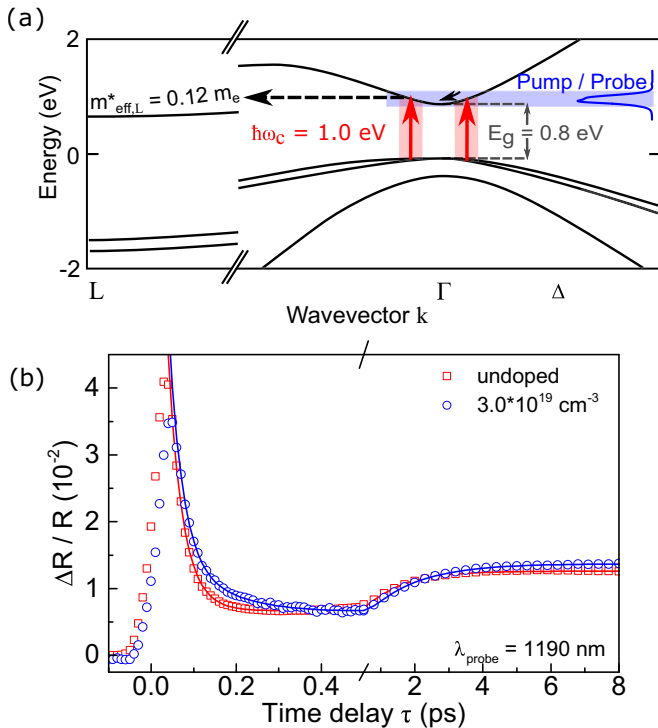 (a)
2
0
-2
Energy (eV)
m*eff,L = 0.12 me
ħωc = 1.0 eV
Eg = 0.8 eV
Pump / Probe
L
Γ
Δ
Wavevector k
(b)
4
3
2
1
0
ΔR / R (10-2)
undoped
3.0*10^19 cm-3
λprobe = 1190 nm
0.0
0.2
0.4
2
4
6
8
Time delay τ (ps)